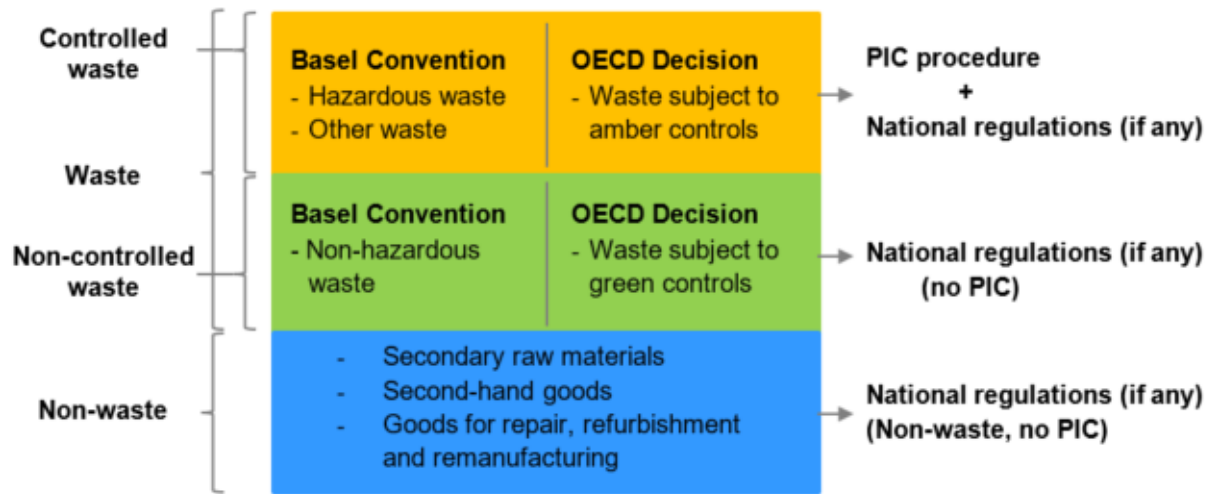 Controlled
waste
Waste
Non-controlled
waste
Non-waste
Basel Convention
- Hazardous waste
- Other waste
OECD Decision
- Waste subject to
amber controls
PIC procedure
+
National regulations (if any)
Basel Convention
- Non-hazardous
waste
OECD Decision
- Waste subject to
green controls
National regulations (if any)
(no PIC)
- Secondary raw materials
- Second-hand goods
- Goods for repair, refurbishment
and remanufacturing
National regulations (if any)
(Non-waste, no PIC)